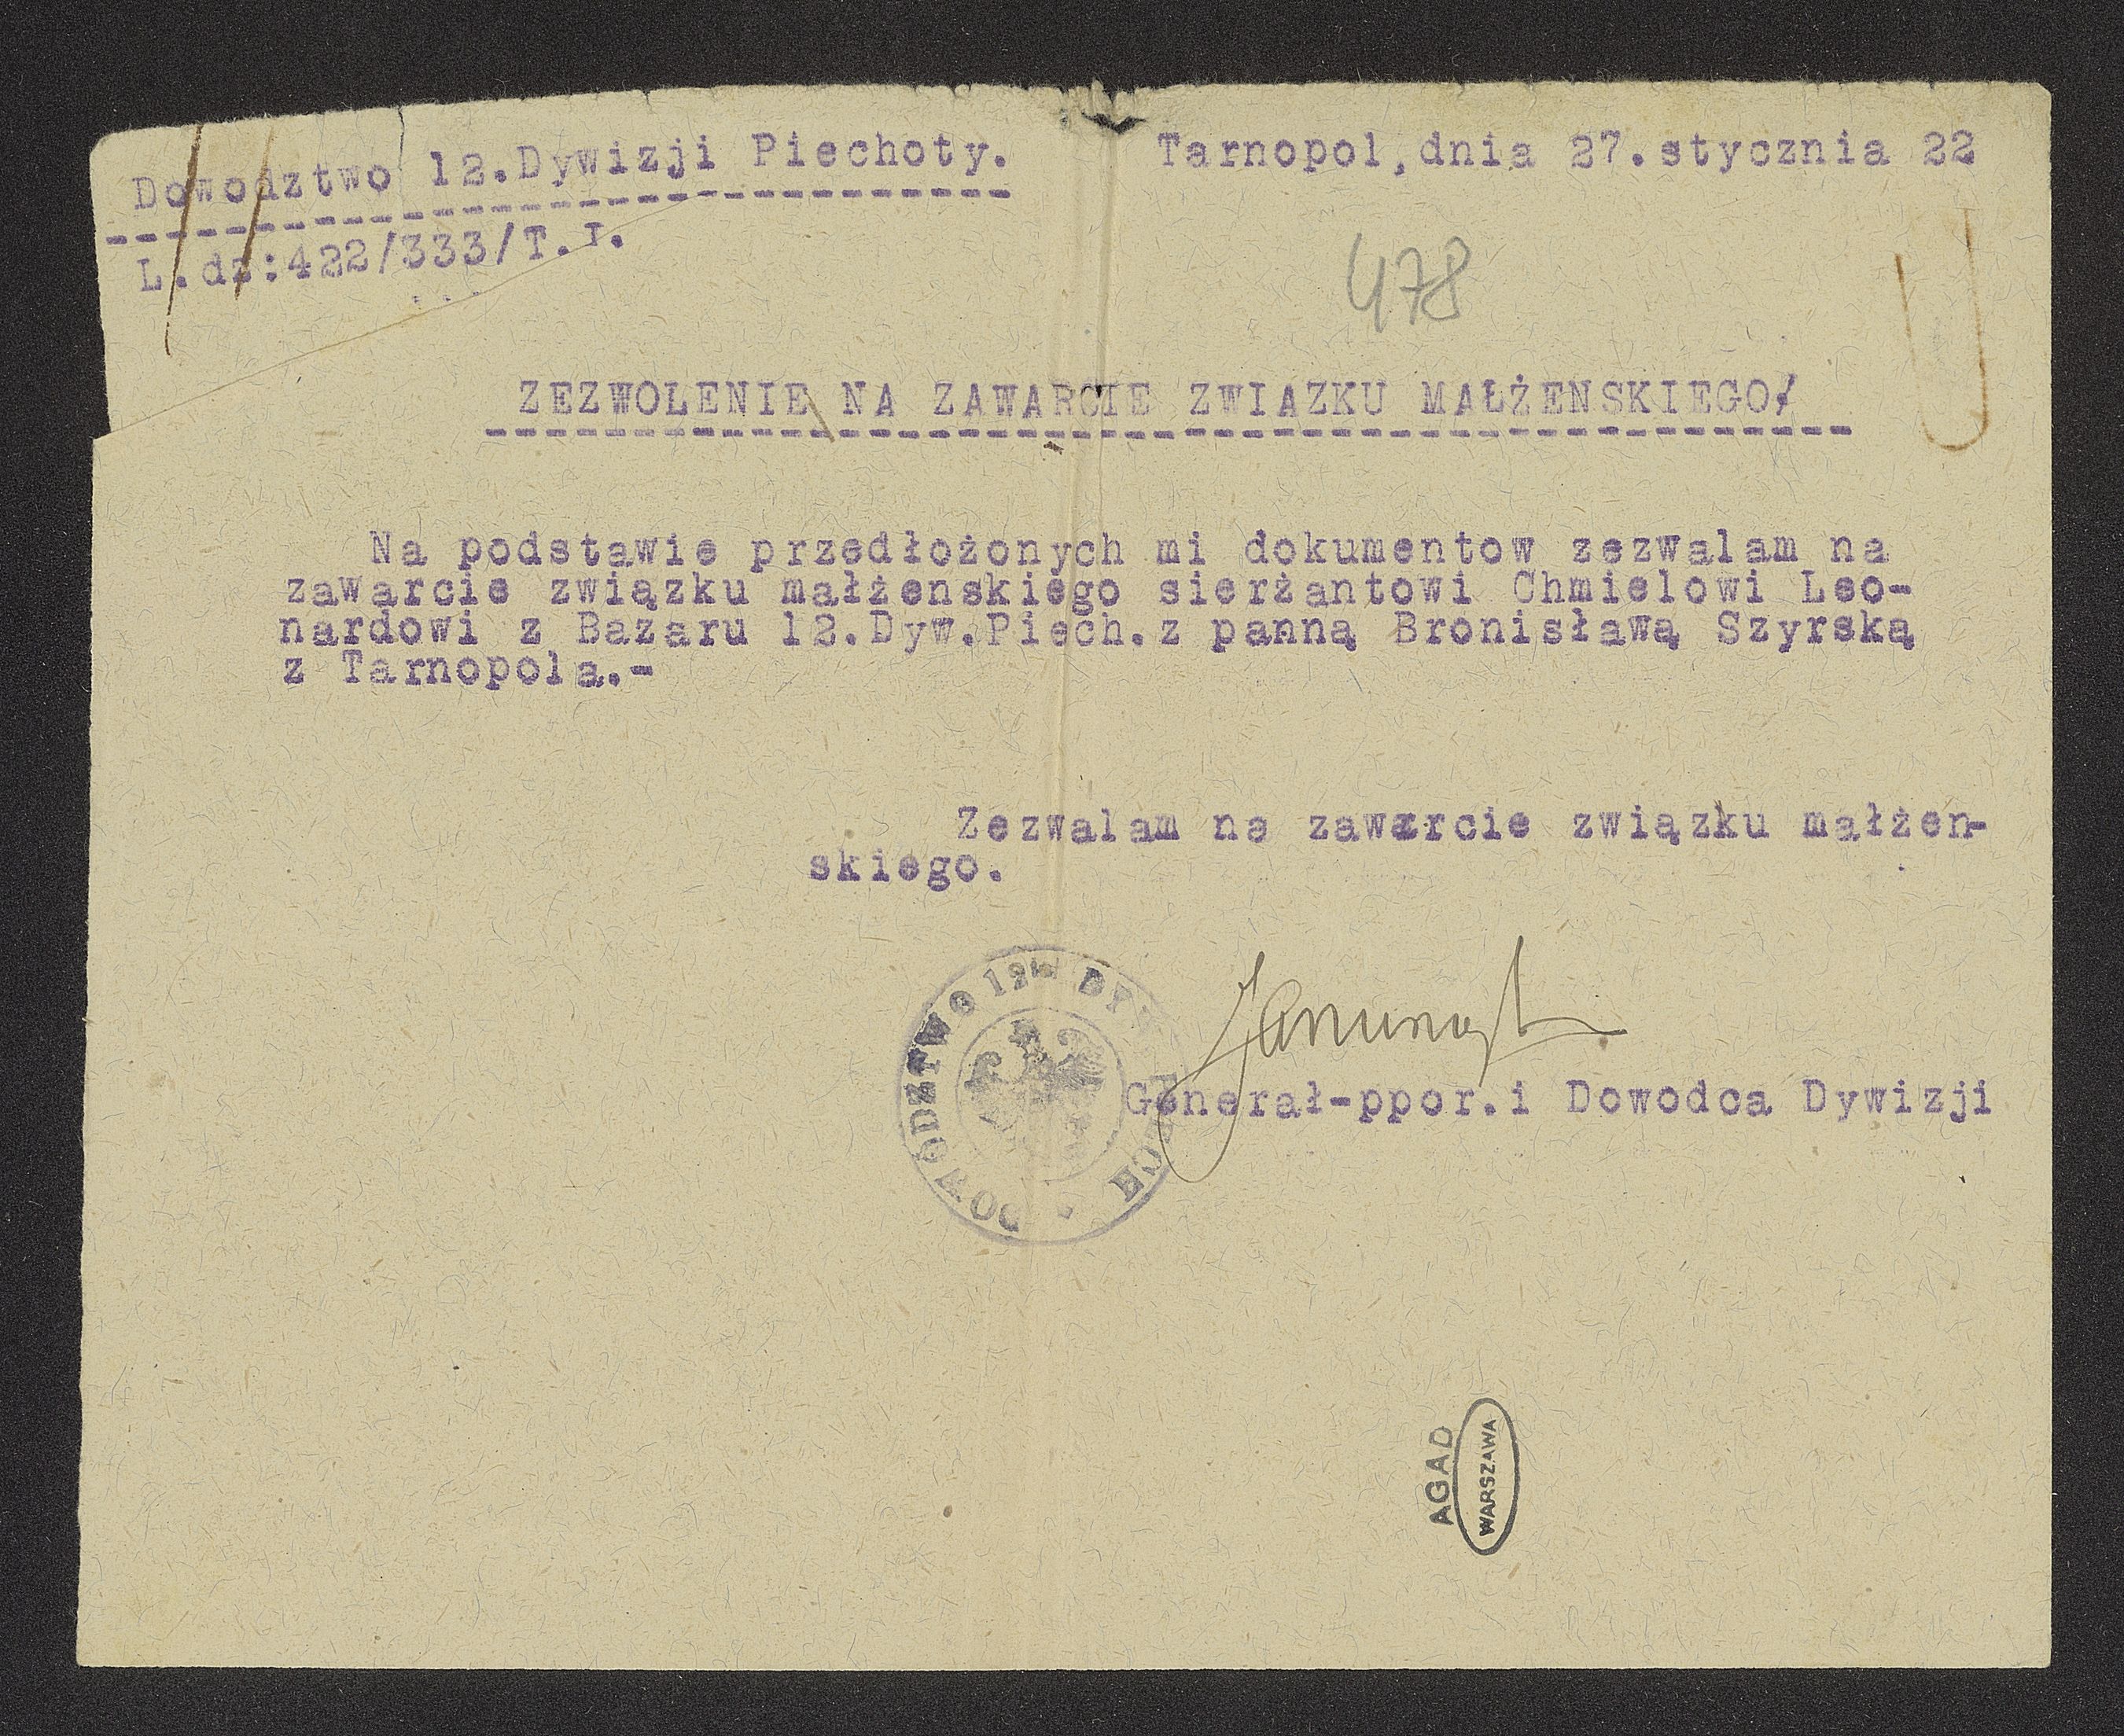 Dowodztwo 12.Dywizji Piechoty.
Tarnopol,dnia 27.stycznia 22
L.dz:422/333/T.I.
478
ZEZWOLENIE NA ZAWARCIE ZWIAZKU MAŁŻENSKIEGO/
Na podstawie przedłożonych mi dokumentow zezwalam na
zawarcie związku małżenskiego sierżantowi Chmielowi Leo-
nardowi z Bazaru 12.Dyw.Piech.z panną Bronisławą Szyrską
z Tarnopola.-
Zezwalam na zawarcie związku małżen-
skiego.
DOWÓDZTWO 12tej
Generał-ppor.i Dowodca Dywizji
AGAD
WARSZAWA